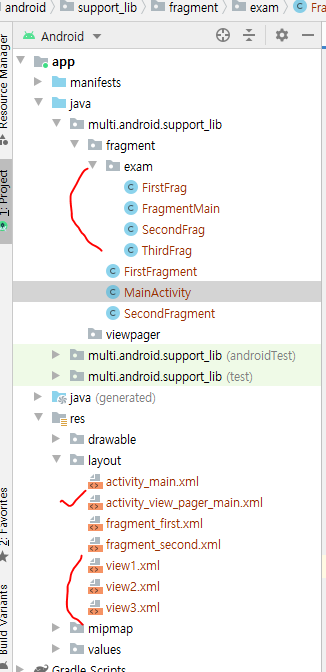 android
support_lib
fragment
exam
Fra
Android
Resource Manager
1: Project
2: Favorites
Build Variants
app
manifests
java
multi.android.support_lib
fragment
exam
FirstFrag
FragmentMain
SecondFrag
ThirdFrag
FirstFragment
MainActivity
SecondFragment
viewpager
multi.android.support_lib (androidTest)
multi.android.support_lib (test)
java (generated)
res
drawable
layout
activity_main.xml
activity_view_pager_main.xml
fragment_first.xml
fragment_second.xml
view1.xml
view2.xml
view3.xml
mipmap
values
Gradle Scripts